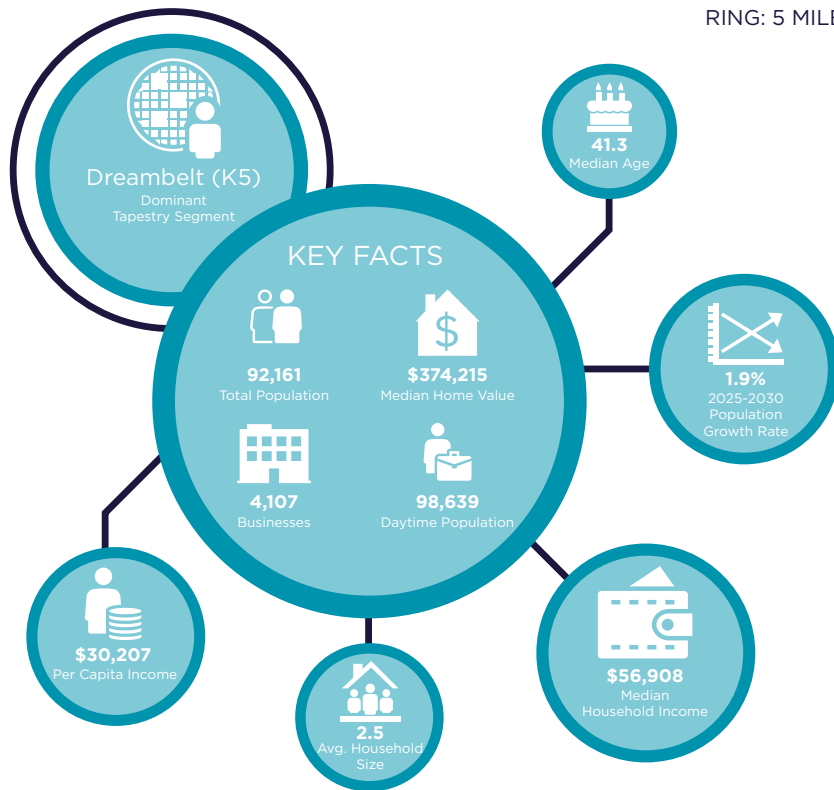 RING: 5 MILE
Dreambelt (K5)
Dominant
Tapestry Segment
41.3
Median Age
KEY FACTS
$
92,161
Total Population
$374,215
Median Home Value
4,107
Businesses
98,639
Daytime Population
1.9%
2025-2030
Population
Growth Rate
$30,207
Per Capita Income
2.5
Avg. Household
Size
$56,908
Median
Household Income